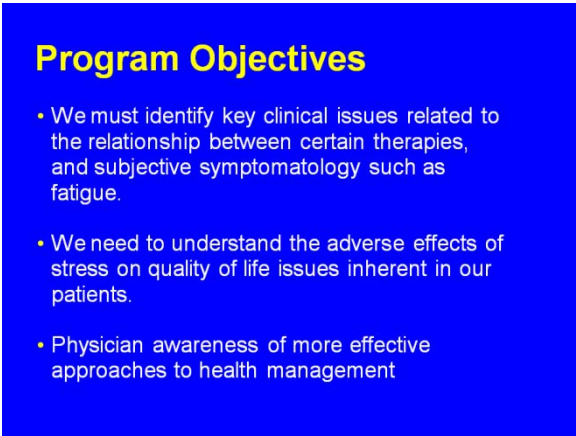 Program Objectives
• We must identify key clinical issues related to
the relationship between certain therapies,
and subjective symptomatology such as
fatigue.
• We need to understand the adverse effects of
stress on quality of life issues inherent in our
patients.
• Physician awareness of more effective
approaches to health management